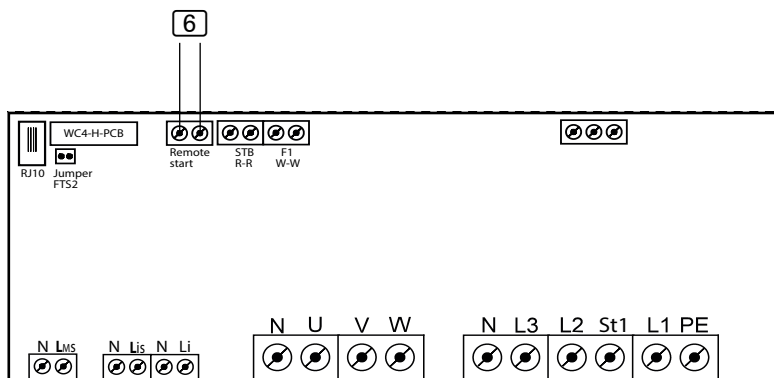 6
WC4-H-PCB
RJ10
Jumper
FTS2
Remote
start
STB
R-R
F1
W-W
N LMS
N LiS N Li
N U V W
N L3 L2 St1 L1 PE